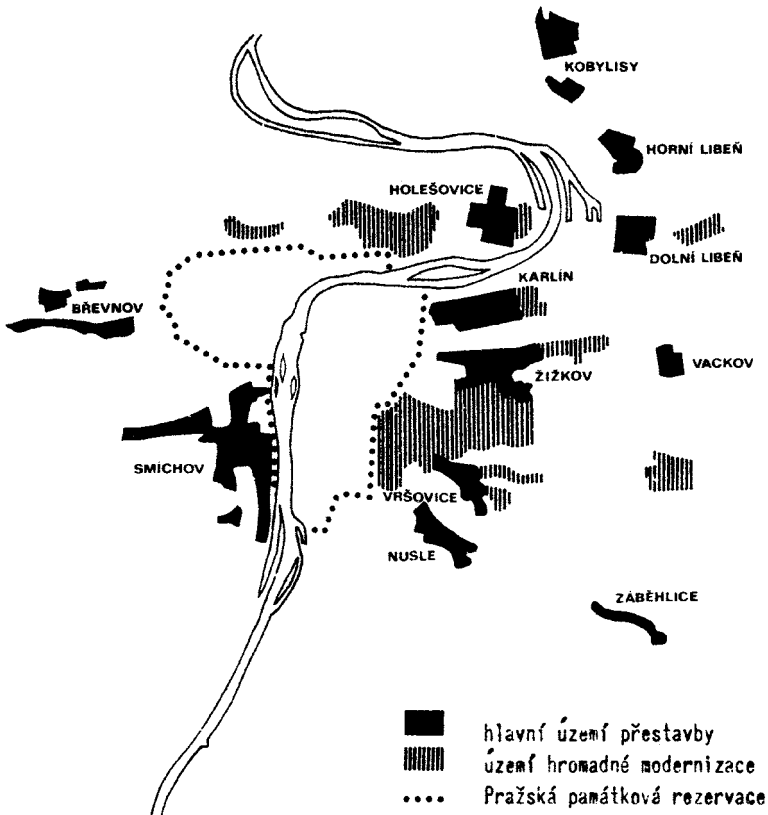 KOBYLISY
HORNÍ LIBEŇ
HOLEŠOVICE
DOLNÍ LIBEŇ
KARLÍN
BŘEVNOV
VACKOV
ŽIŽKOV
SMÍCHOV
VRŠOVICE
NUSLE
ZÁBĚHLICE
hlavní území přestavby
území hromadné modernizace
Pražská památková rezervace